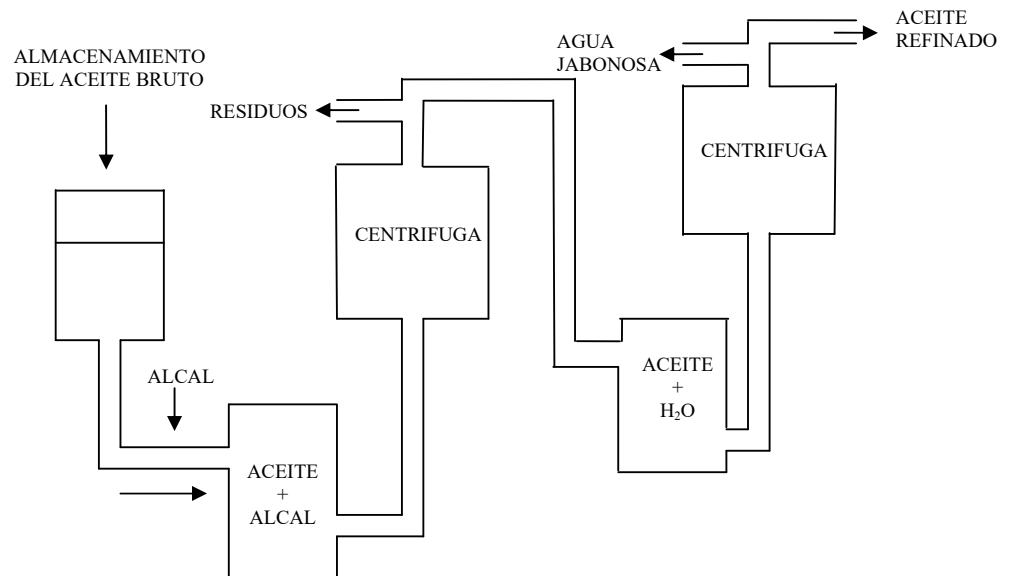 ALMACENAMIENTO
DEL ACEITE BRUTO
RESIDUOS
AGUA
JABONOSA
ACEITE
REFINADO
CENTRIFUGA
CENTRIFUGA
ALCAL
ACEITE
+
ALCAL
ACEITE
+
H₂O